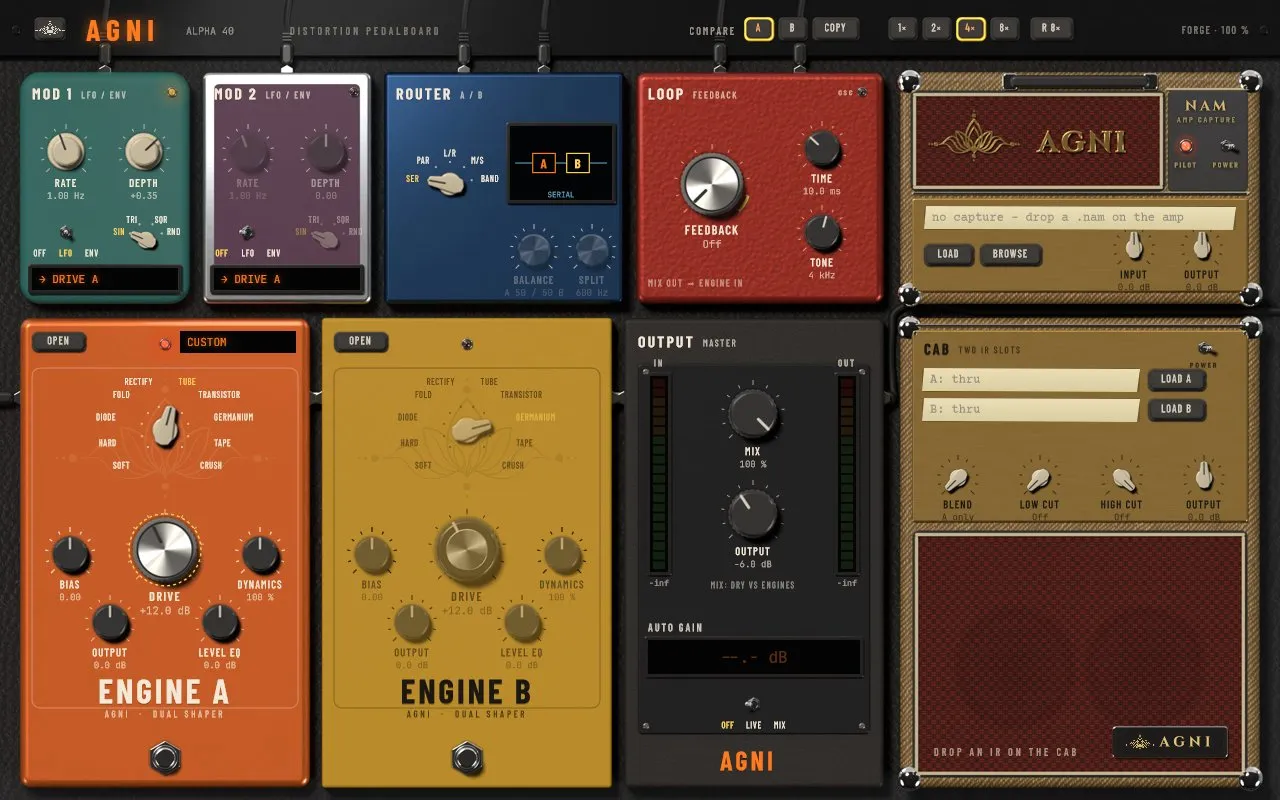 AGNI ALPHA 40 DISTORTION PEDALBOARD COMPARE A B COPY 1× 2× 4× 8× R 8× FORGE · 100 %
MOD 1 LFO / ENV
RATE DEPTH
1.00 Hz +0.35
TRI SQR
SIN RND
OFF LFO ENV
→ DRIVE A
MOD 2 LFO / ENV
RATE DEPTH
1.00 Hz 0.00
TRI SQR
SIN RND
OFF LFO ENV
→ DRIVE A
ROUTER A / B
L/R
PAR M/S
SER BAND
A B
SERIAL
BALANCE SPLIT
A 50 / 50 B 600 Hz
LOOP FEEDBACK OSC
TIME
10.0 ms
FEEDBACK
Off
TONE
4 kHz
MIX OUT → ENGINE IN
AGNI
NAM
AMP CAPTURE
PILOT POWER
no capture – drop a .nam on the amp
LOAD BROWSE
INPUT OUTPUT
0.0 dB 0.0 dB
OPEN CUSTOM
RECTIFY TUBE
FOLD TRANSISTOR
DIODE GERMANIUM
HARD TAPE
SOFT CRUSH
BIAS DYNAMICS
0.00 100 %
DRIVE
+12.0 dB
OUTPUT LEVEL EQ
0.0 dB 0.0 dB
ENGINE A
AGNI · DUAL SHAPER
OPEN
RECTIFY TUBE
FOLD TRANSISTOR
DIODE GERMANIUM
HARD TAPE
SOFT CRUSH
BIAS DYNAMICS
0.00 100 %
DRIVE
+12.0 dB
OUTPUT LEVEL EQ
0.0 dB 0.0 dB
ENGINE B
AGNI · DUAL SHAPER
OUTPUT MASTER
IN OUT
MIX
100 %
OUTPUT
-6.0 dB
-inf MIX: DRY VS ENGINES -inf
AUTO GAIN
--.- dB
OFF LIVE MIX
AGNI
CAB TWO IR SLOTS
POWER
A: thru LOAD A
B: thru LOAD B
BLEND LOW CUT HIGH CUT OUTPUT
A only Off Off 0.0 dB
DROP AN IR ON THE CAB AGNI